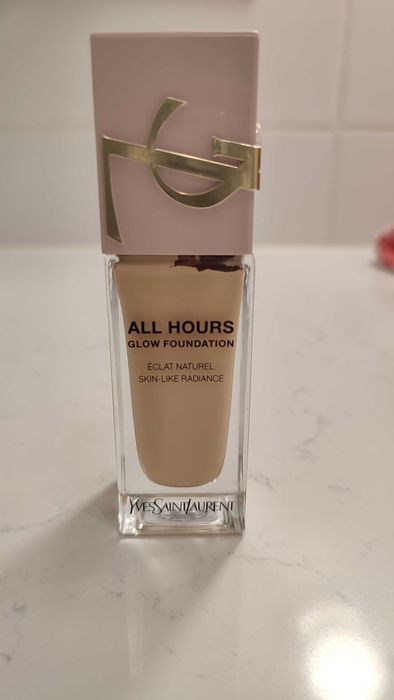 ALL HOURS
GLOW FOUNDATION
ÉCLAT NATUREL
SKIN-LIKE RADIANCE
YVESSAINTLAURENT